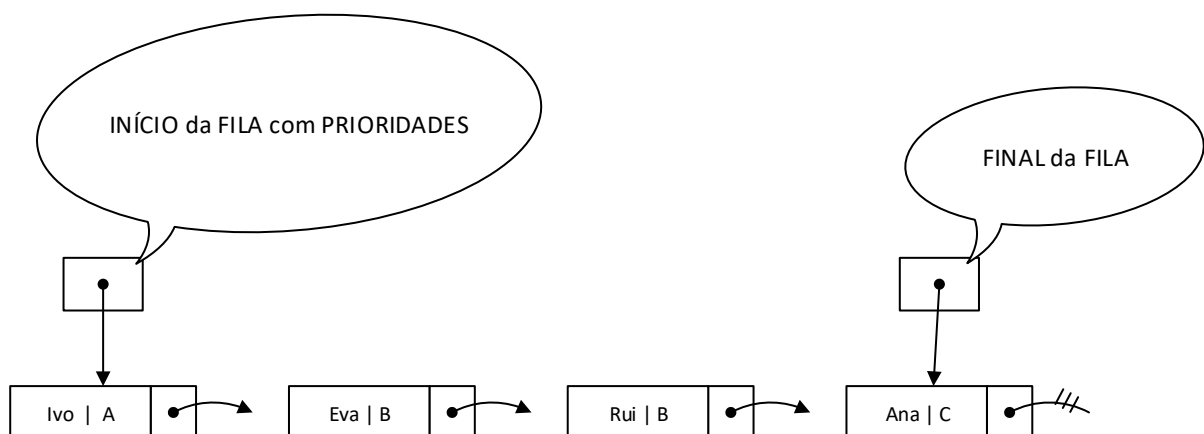 INÍCIO da FILA com PRIORIDADES
FINAL da FILA
Ivo | A
Eva | B
Rui | B
Ana | C